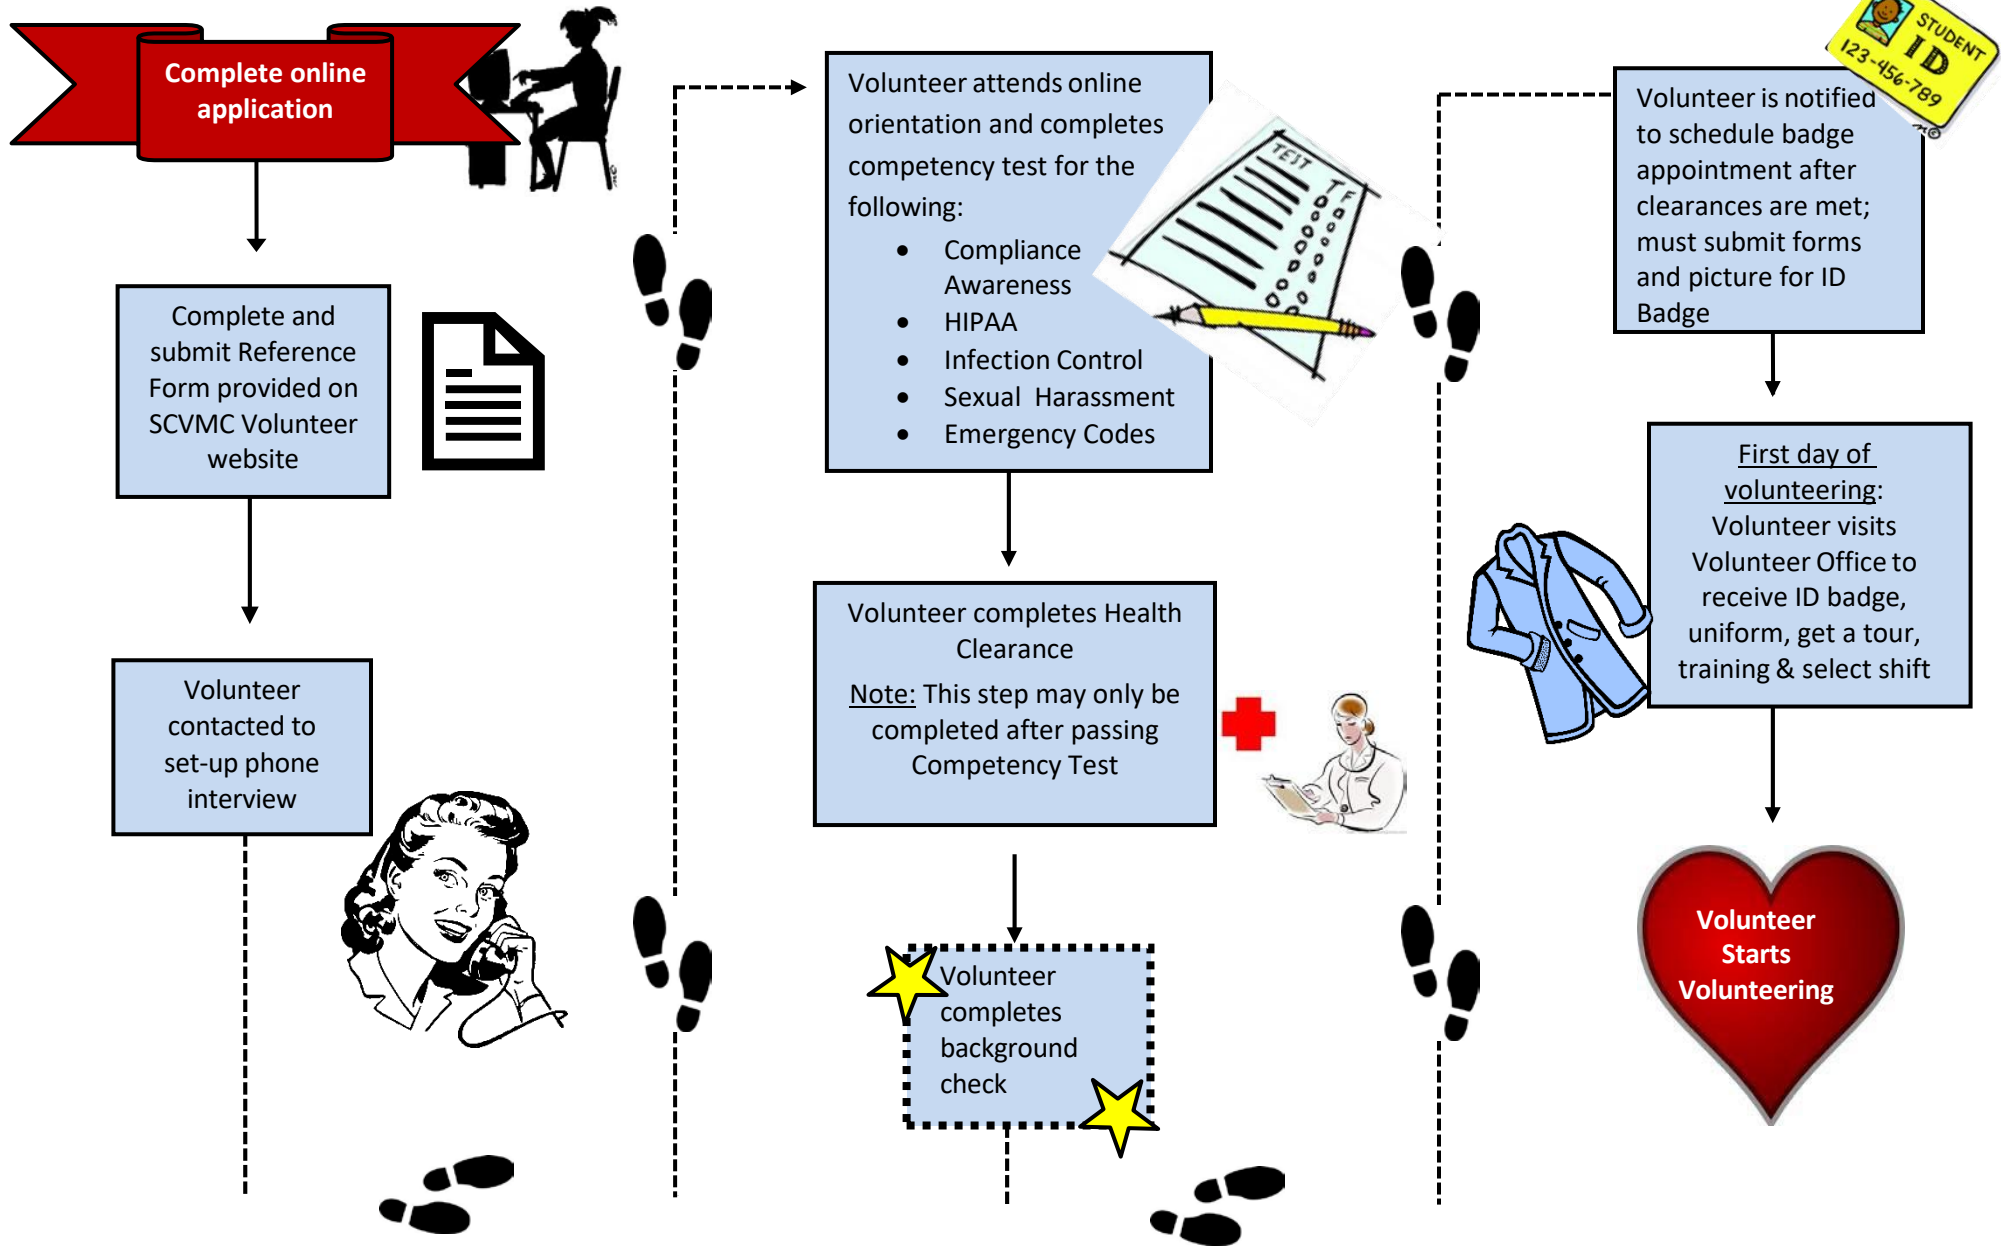 Complete online
application
Complete and
submit Reference
Form provided on
SCVMC Volunteer
website
Volunteer
contacted to
set-up phone
interview
Volunteer attends online
orientation and completes
competency test for the
following:
• Compliance
Awareness
• HIPAA
• Infection Control
• Sexual Harassment
• Emergency Codes
TEST
T F
Volunteer completes Health
Clearance
Note: This step may only be
completed after passing
Competency Test
Volunteer
completes
background
check
STUDENT
ID
123-456-789
Volunteer is notified
to schedule badge
appointment after
clearances are met;
must submit forms
and picture for ID
Badge
First day of
volunteering:
Volunteer visits
Volunteer Office to
receive ID badge,
uniform, get a tour,
training & select shift
Volunteer
Starts
Volunteering